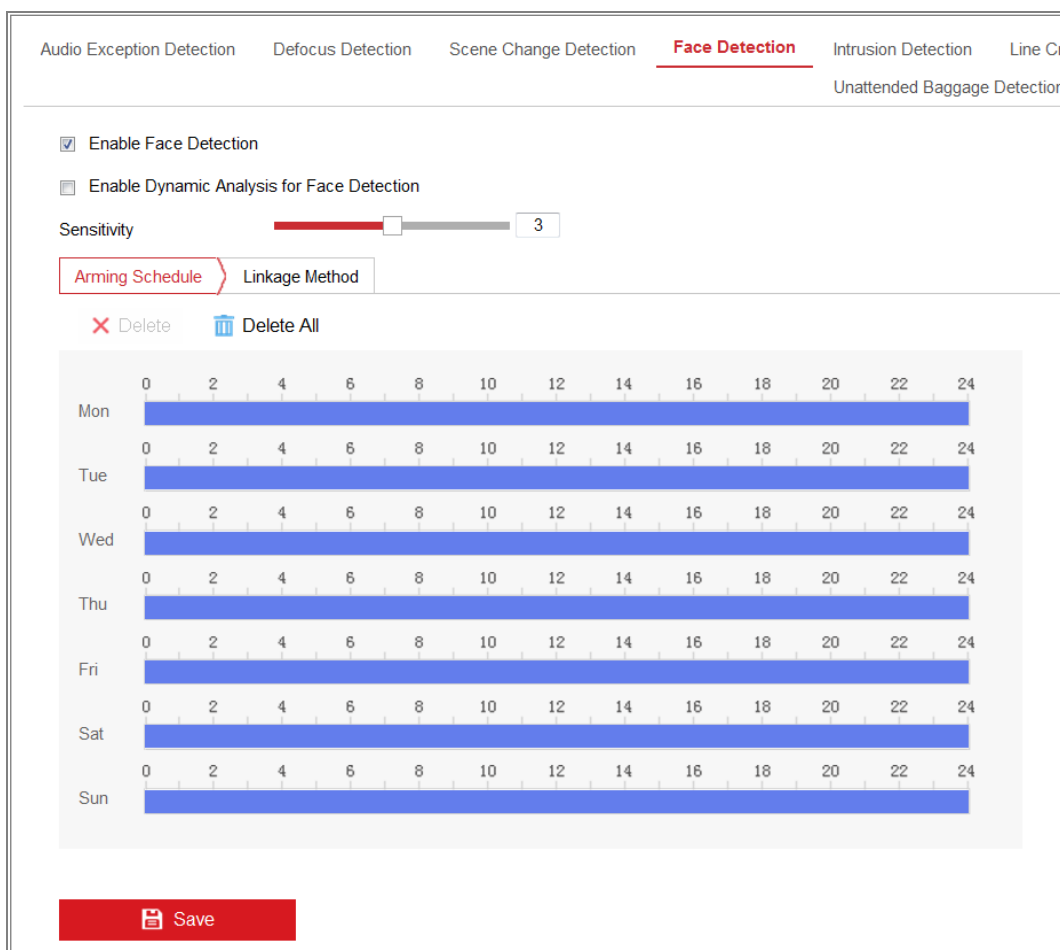 Audio Exception Detection Defocus Detection Scene Change Detection Face Detection Intrusion Detection Line Cr
Unattended Baggage Detection
Enable Face Detection
Enable Dynamic Analysis for Face Detection
Sensitivity 3
Arming Schedule Linkage Method
Delete Delete All
0 2 4 6 8 10 12 14 16 18 20 22 24
Mon
0 2 4 6 8 10 12 14 16 18 20 22 24
Tue
0 2 4 6 8 10 12 14 16 18 20 22 24
Wed
0 2 4 6 8 10 12 14 16 18 20 22 24
Thu
0 2 4 6 8 10 12 14 16 18 20 22 24
Fri
0 2 4 6 8 10 12 14 16 18 20 22 24
Sat
0 2 4 6 8 10 12 14 16 18 20 22 24
Sun
Save